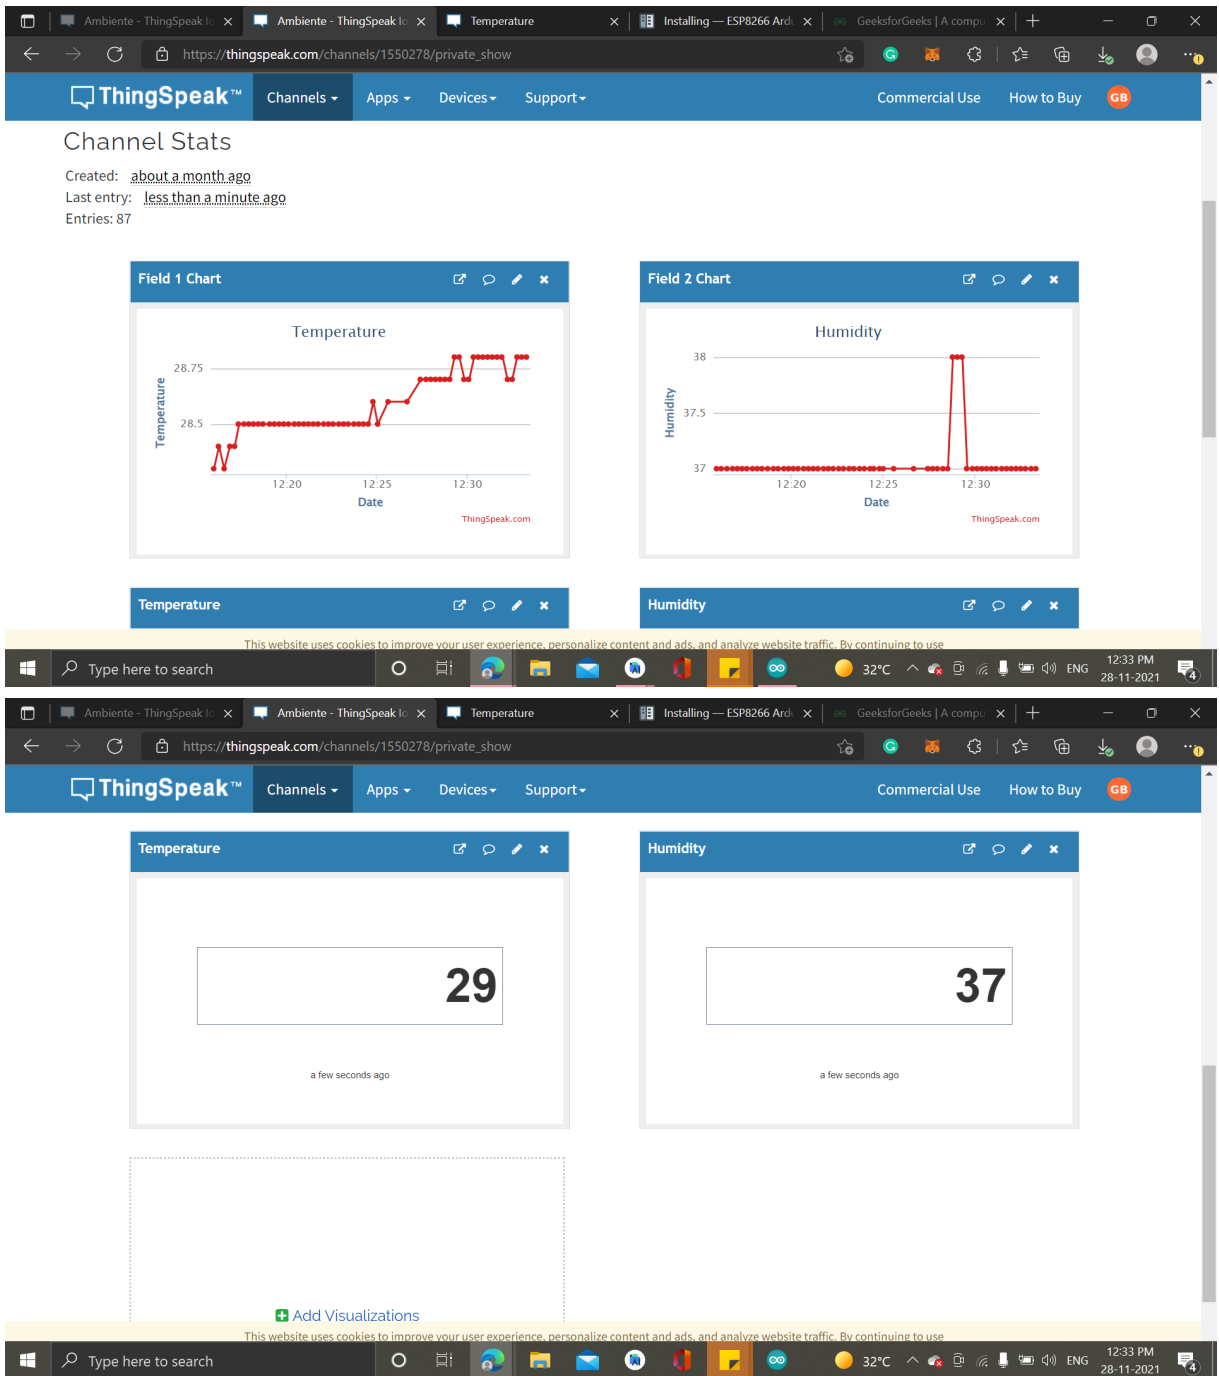 Ambiente - ThingSpeak Io
Ambiente - ThingSpeak Io
Temperature
Installing — ESP8266 Ardu
GeeksforGeeks | A compu
https://thingspeak.com/channels/1550278/private_show
ThingSpeak™
Channels
Apps
Devices
Support
Commercial Use
How to Buy
GB
Channel Stats
Created: about a month ago
Last entry: less than a minute ago
Entries: 87
Field 1 Chart
Temperature
Temperature
28.75
28.5
12:20
12:25
12:30
Date
ThingSpeak.com
Field 2 Chart
Humidity
Humidity
38
37.5
37
12:20
12:25
12:30
Date
ThingSpeak.com
Temperature
Humidity
This website uses cookies to improve your user experience, personalize content and ads, and analyze website traffic. By continuing to use
Type here to search
32°C
ENG
12:33 PM
28-11-2021
4
Ambiente - ThingSpeak Io
Ambiente - ThingSpeak Io
Temperature
Installing — ESP8266 Ardu
GeeksforGeeks | A compu
https://thingspeak.com/channels/1550278/private_show
ThingSpeak™
Channels
Apps
Devices
Support
Commercial Use
How to Buy
GB
Temperature
29
a few seconds ago
Humidity
37
a few seconds ago
Add Visualizations
This website uses cookies to improve your user experience, personalize content and ads, and analyze website traffic. By continuing to use
Type here to search
32°C
ENG
12:33 PM
28-11-2021
4